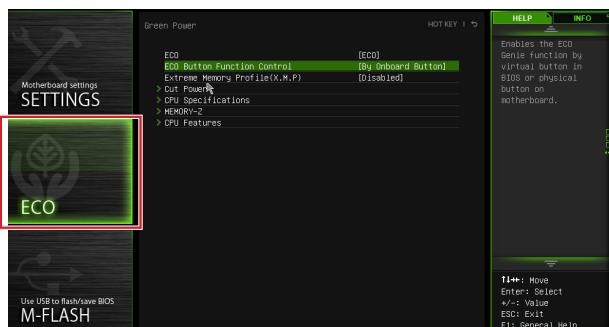 Green Power
HOT KEY | ↩
HELP
INFO
ECO [ECO]
ECO Button Function Control [By Onboard Button]
Extreme Memory Profile(X.M.P) [Disabled]
> Cut Power
> CPU Specifications
> MEMORY-Z
> CPU Features
Motherboard settings
SETTINGS
ECO
Use USB to flash/save BIOS
M-FLASH
Enables the ECO
Genie function by
virtual button in
BIOS or physical
button on
motherboard.
↑↓→←: Move
Enter: Select
+/-: Value
ESC: Exit
F1: General Help